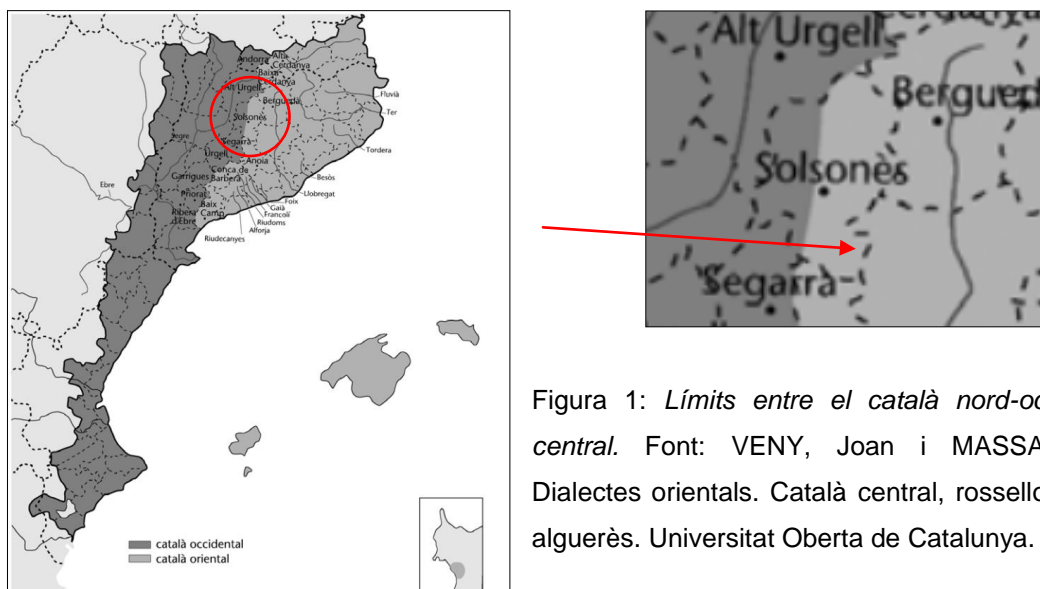 Andorra
Alta
Cerdanya
Baixa
Cerdanya
Alt Urgell
Berguedà
Fluvià
Ter
Solsonès
Segre
Segarra
Urgell
Anoia
Tordera
Conca de
Barberà
Garrigues
Besòs
Llobregat
Ebre
Priorat
Foix
Baix
Camp
Gaià
Francolí
Ribera
d'Ebre
Riudoms
Alforja
Riudecanyes
català occidental
català oriental
Alt Urgell
Cerdanya
Bergued
Solsonès
Segarra
Figura 1: Límits entre el català nord-oc
central. Font: VENY, Joan i MASSA
Dialectes orientals. Català central, rossello
alguerès. Universitat Oberta de Catalunya.